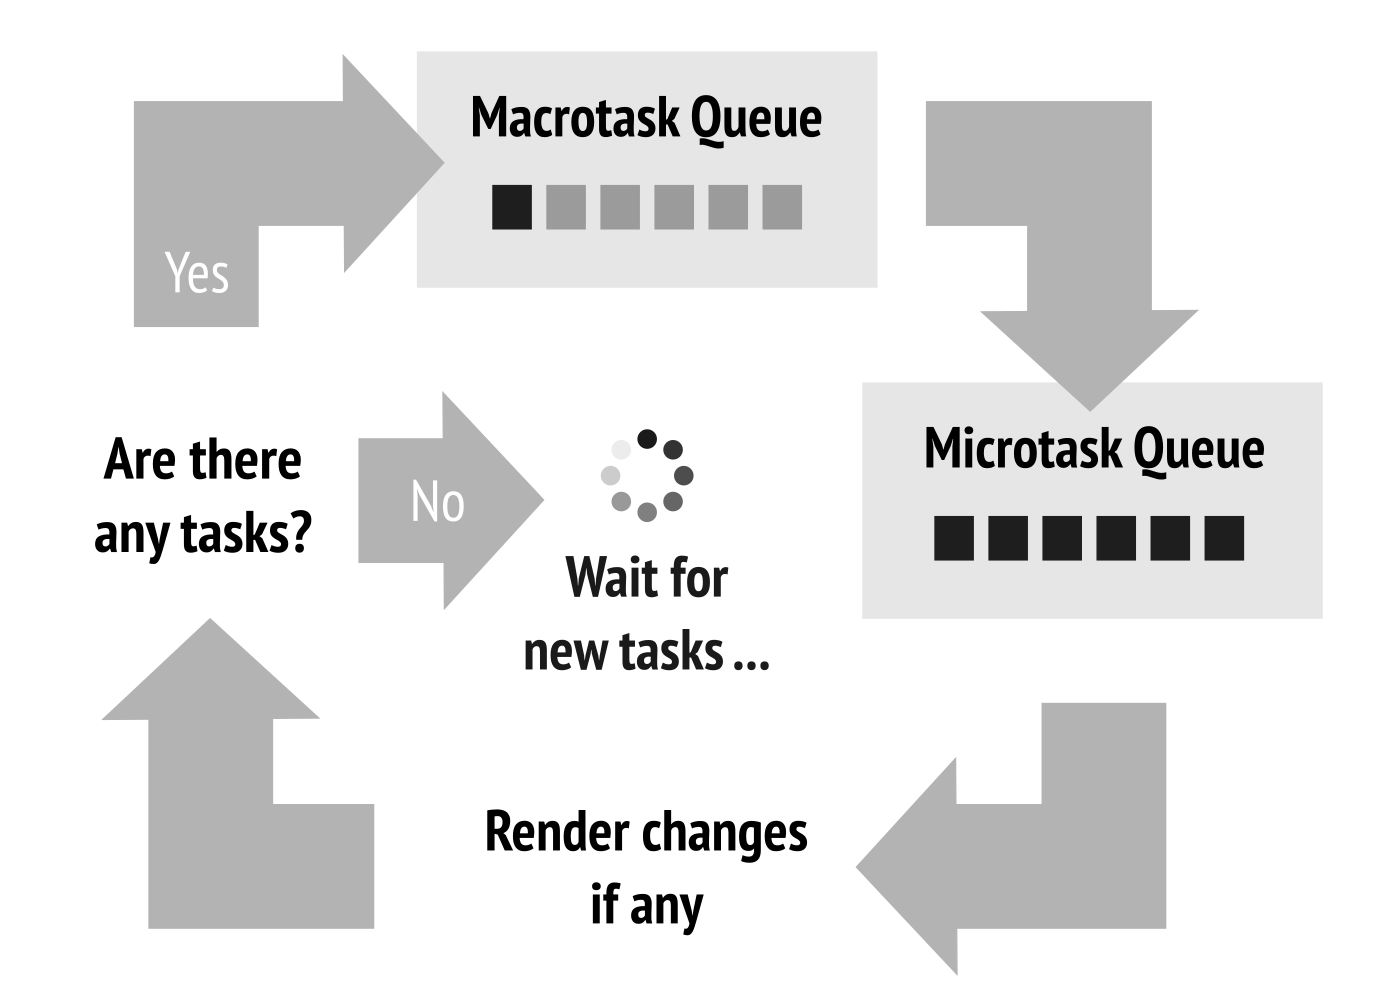 Macrotask Queue
Yes
Are there
any tasks?
No
Wait for
new tasks ...
Microtask Queue
Render changes
if any